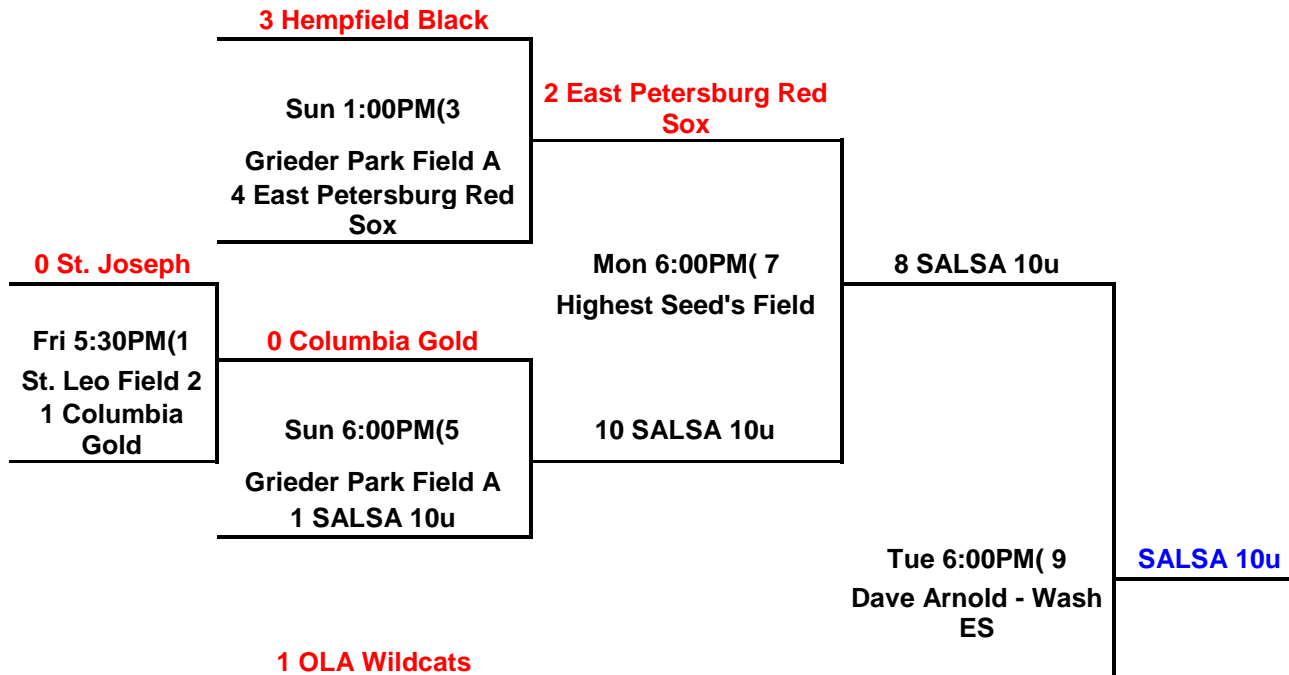 3 Hempfield Black
Sun 1:00PM(3
Grieder Park Field A
4 East Petersburg Red
Sox
2 East Petersburg Red
Sox
0 St. Joseph
Fri 5:30PM(1
St. Leo Field 2
1 Columbia
Gold
0 Columbia Gold
Sun 6:00PM(5
Grieder Park Field A
1 SALSA 10u
Mon 6:00PM( 7
Highest Seed's Field
10 SALSA 10u
8 SALSA 10u
Tue 6:00PM( 9
Dave Arnold - Wash
ES
SALSA 10u
1 OLA Wildcats